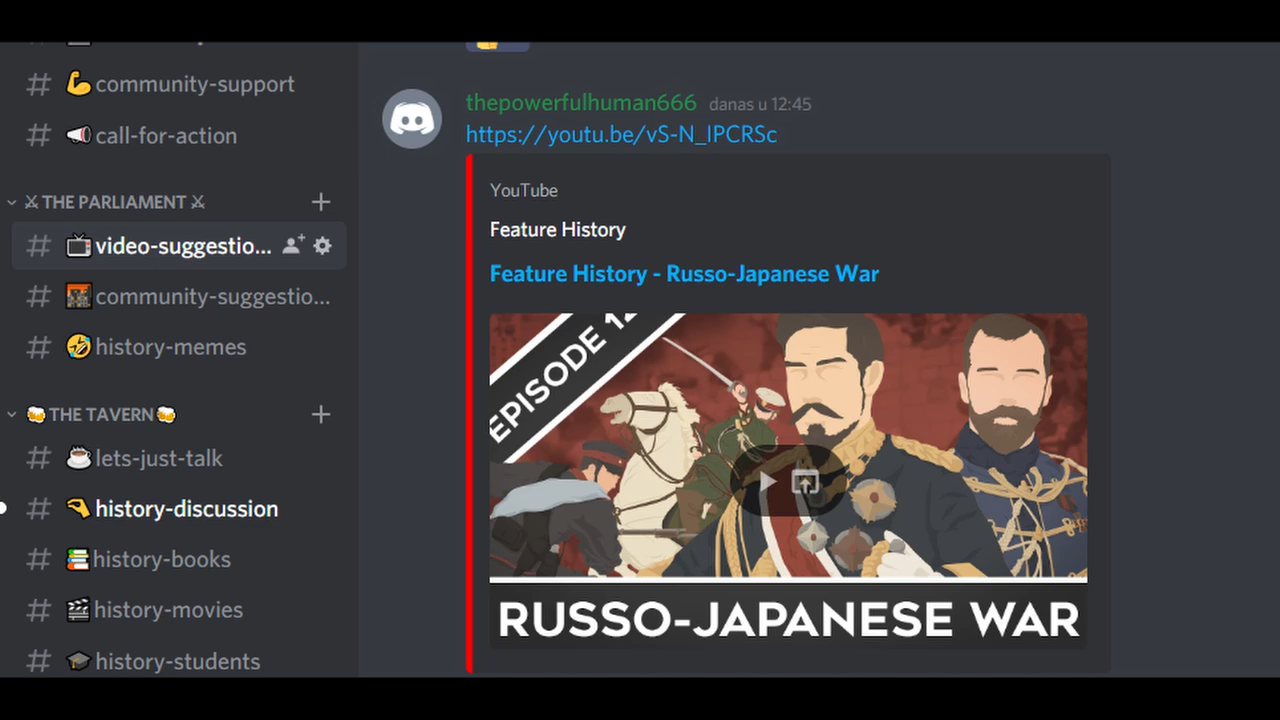 community-support
call-for-action
THE PARLIAMENT
video-suggestio...
community-suggestio...
history-memes
THE TAVERN
lets-just-talk
history-discussion
history-books
history-movies
history-students
thepowerfulhuman666 danas u 12:45
https://youtu.be/vS-N_IPCRSc
YouTube
Feature History
Feature History - Russo-Japanese War
EPISODE
RUSSO-JAPANESE WAR